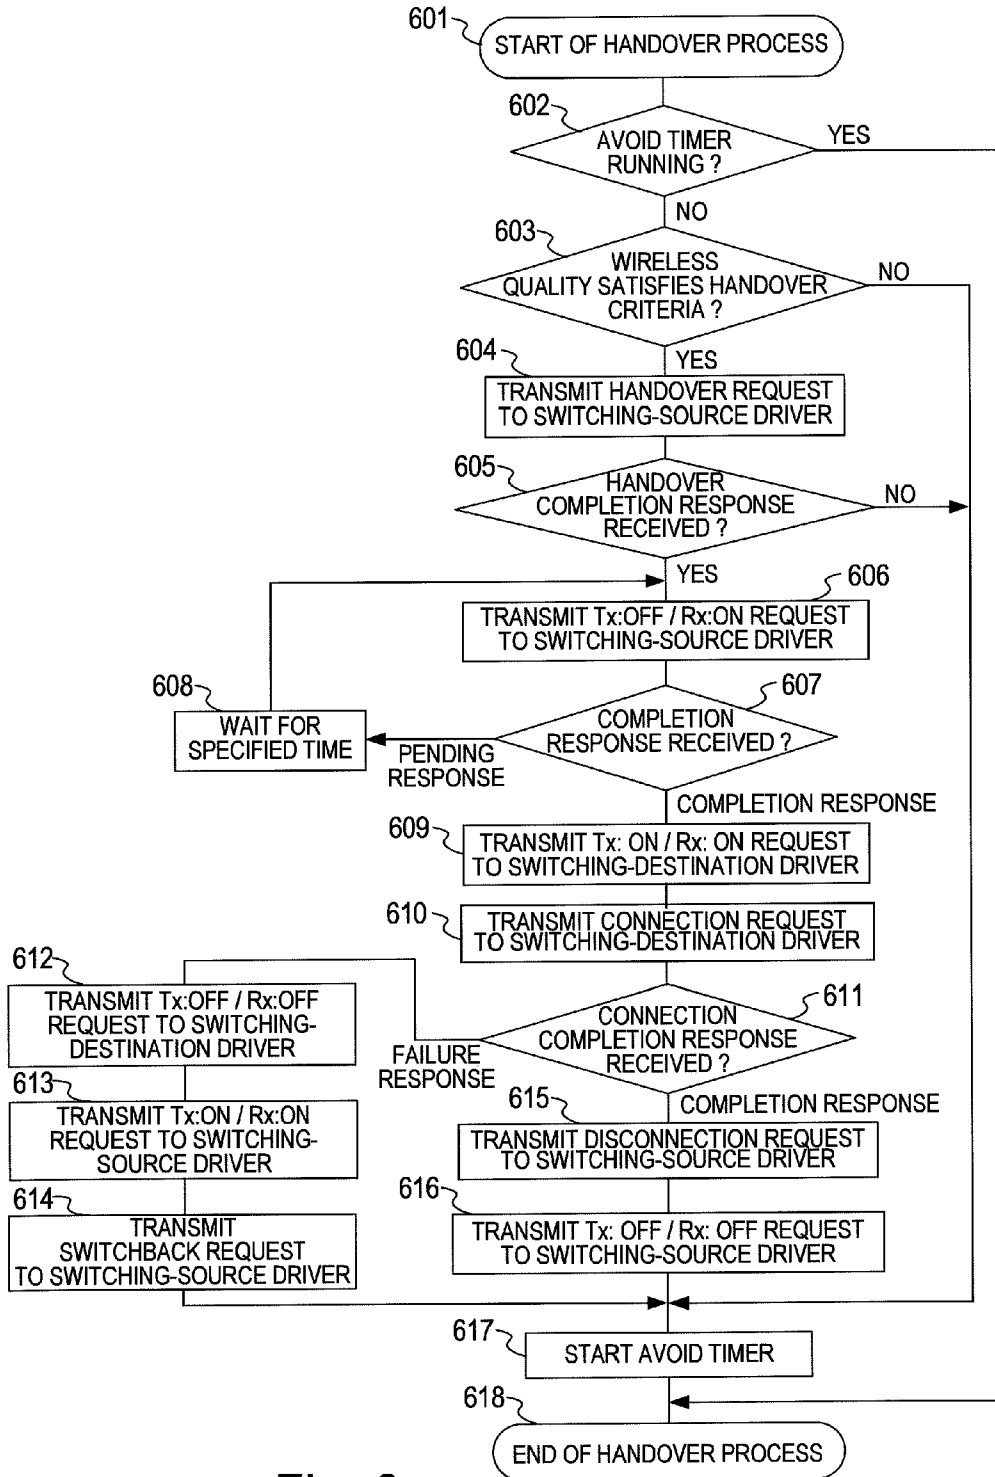 601
START OF HANDOVER PROCESS
602
AVOID TIMER
RUNNING ?
YES
NO
603
WIRELESS
QUALITY SATISFIES HANDOVER
CRITERIA ?
NO
YES
604
TRANSMIT HANDOVER REQUEST
TO SWITCHING-SOURCE DRIVER
605
HANDOVER
COMPLETION RESPONSE
RECEIVED ?
NO
YES
606
TRANSMIT Tx:OFF / Rx:ON REQUEST
TO SWITCHING-SOURCE DRIVER
607
COMPLETION
RESPONSE RECEIVED ?
608
WAIT FOR
SPECIFIED TIME
PENDING
RESPONSE
COMPLETION RESPONSE
609
TRANSMIT Tx: ON / Rx: ON REQUEST
TO SWITCHING-DESTINATION DRIVER
610
TRANSMIT CONNECTION REQUEST
TO SWITCHING-DESTINATION DRIVER
611
CONNECTION
COMPLETION RESPONSE
RECEIVED ?
FAILURE
RESPONSE
COMPLETION RESPONSE
612
TRANSMIT Tx:OFF / Rx:OFF
REQUEST TO SWITCHING-
DESTINATION DRIVER
613
TRANSMIT Tx:ON / Rx:ON
REQUEST TO SWITCHING-
SOURCE DRIVER
614
TRANSMIT
SWITCHBACK REQUEST
TO SWITCHING-SOURCE DRIVER
615
TRANSMIT DISCONNECTION REQUEST
TO SWITCHING-SOURCE DRIVER
616
TRANSMIT Tx: OFF / Rx: OFF REQUEST
TO SWITCHING-SOURCE DRIVER
617
START AVOID TIMER
618
END OF HANDOVER PROCESS